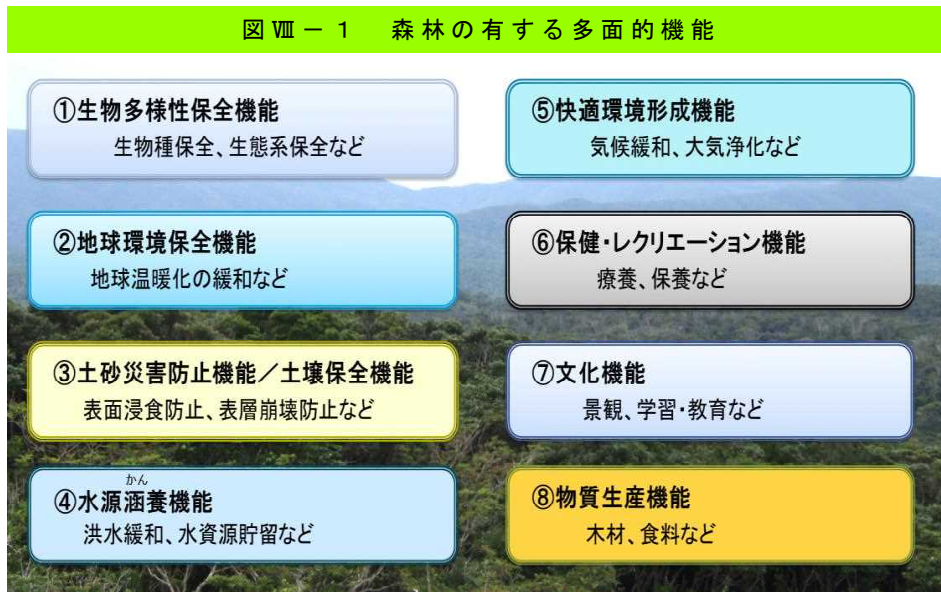 図Ⅷ－１　森林の有する多面的機能
①生物多様性保全機能
生物種保全、生態系保全など
②地球環境保全機能
地球温暖化の緩和など
③土砂災害防止機能／土壌保全機能
表面浸食防止、表層崩壊防止など
かん
④水源涵養機能
洪水緩和、水資源貯留など
⑤快適環境形成機能
気候緩和、大気浄化など
⑥保健・レクリエーション機能
療養、保養など
⑦文化機能
景観、学習・教育など
⑧物質生産機能
木材、食料など